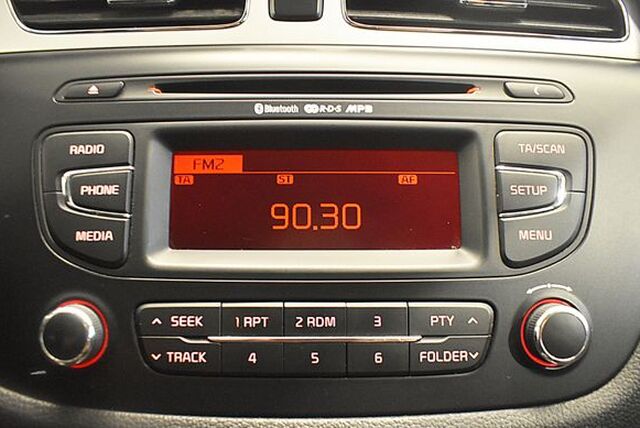 Bluetooth R·D·S MP3
RADIO
PHONE
MEDIA
FM2
TA ST AF
90.30
TA/SCAN
SETUP
MENU
SEEK 1 RPT 2 RDM 3 PTY
TRACK 4 5 6 FOLDER